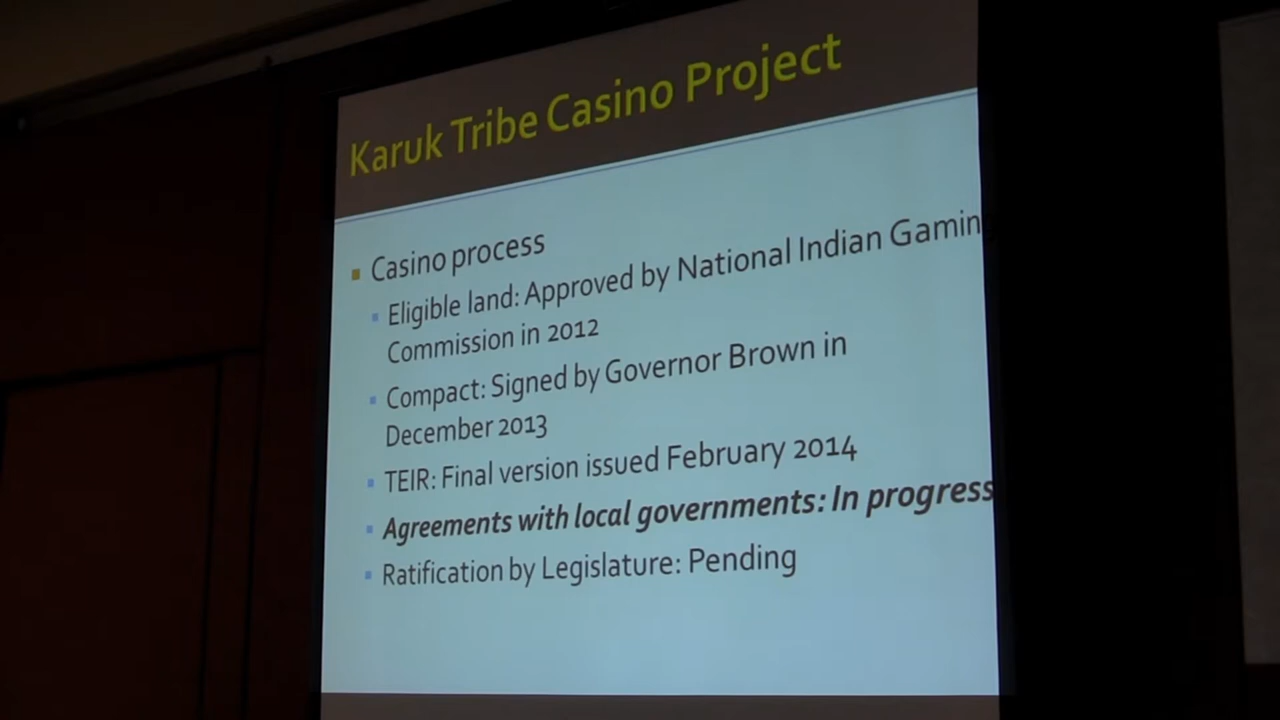 Karuk Tribe Casino Project
Casino process
Eligible land: Approved by National Indian Gamin
Commission in 2012
Compact: Signed by Governor Brown in
December 2013
TEIR: Final version issued February 2014
Agreements with local governments: In progress
Ratification by Legislature: Pending